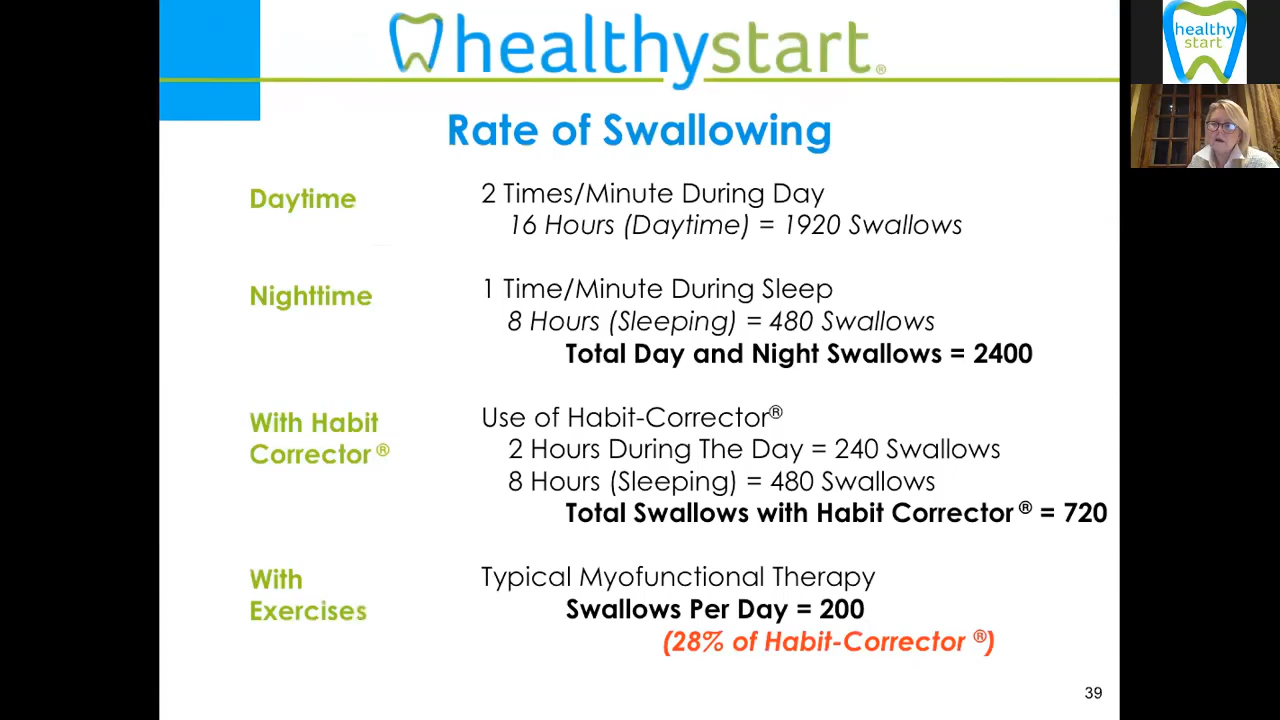 healthystart®
healthy
start
Rate of Swallowing
Daytime
2 Times/Minute During Day
16 Hours (Daytime) = 1920 Swallows
Nighttime
1 Time/Minute During Sleep
8 Hours (Sleeping) = 480 Swallows
Total Day and Night Swallows = 2400
With Habit
Corrector ®
Use of Habit-Corrector®
2 Hours During The Day = 240 Swallows
8 Hours (Sleeping) = 480 Swallows
Total Swallows with Habit Corrector ® = 720
With
Exercises
Typical Myofunctional Therapy
Swallows Per Day = 200
(28% of Habit-Corrector ®)
39